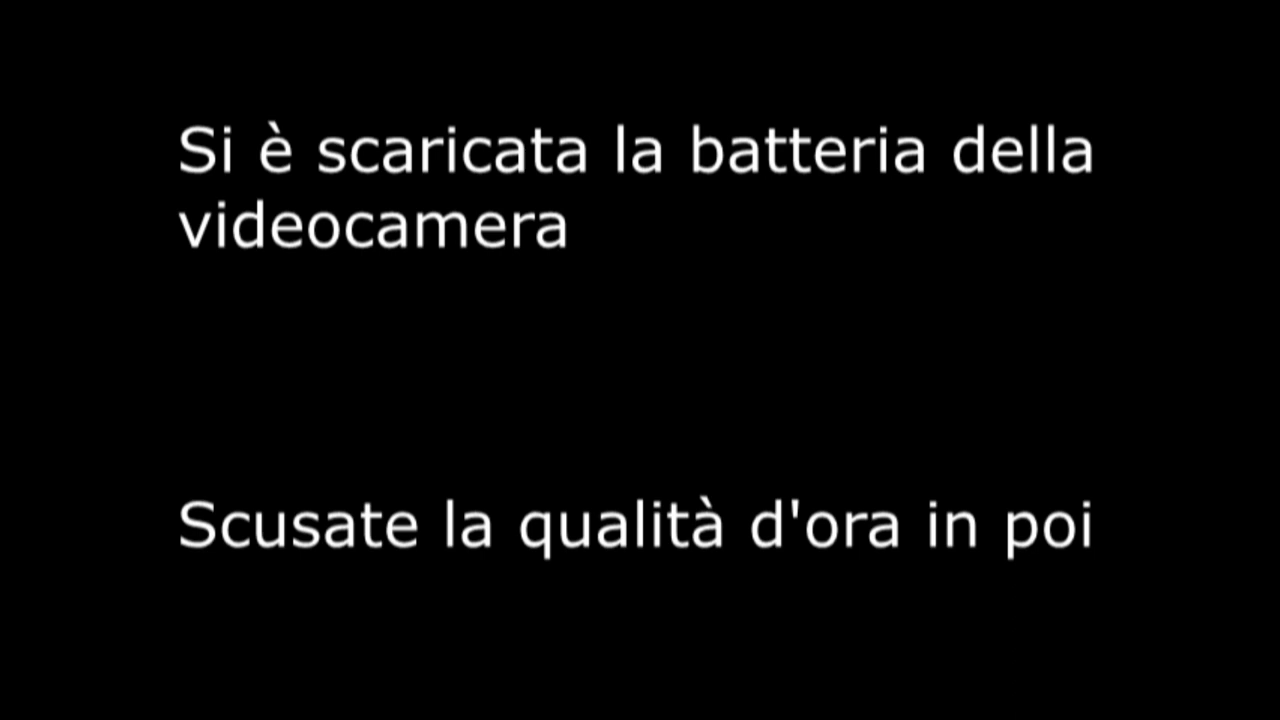 Si è scaricata la batteria della
videocamera
Scusate la qualità d'ora in poi